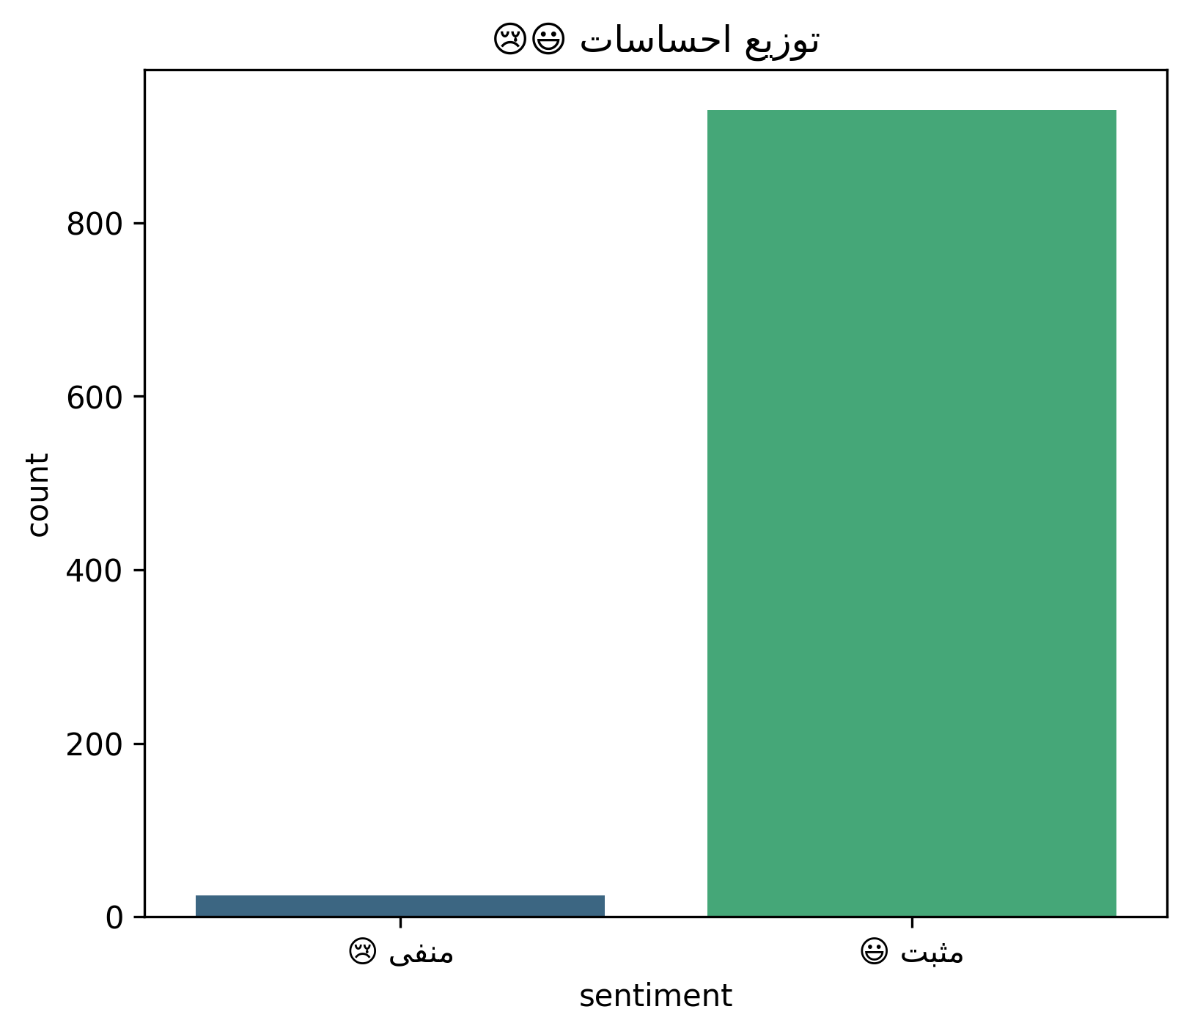 توزیع احساسات 😃😢
800
600
400
200
0
count
منفی 😢
مثبت 😃
sentiment